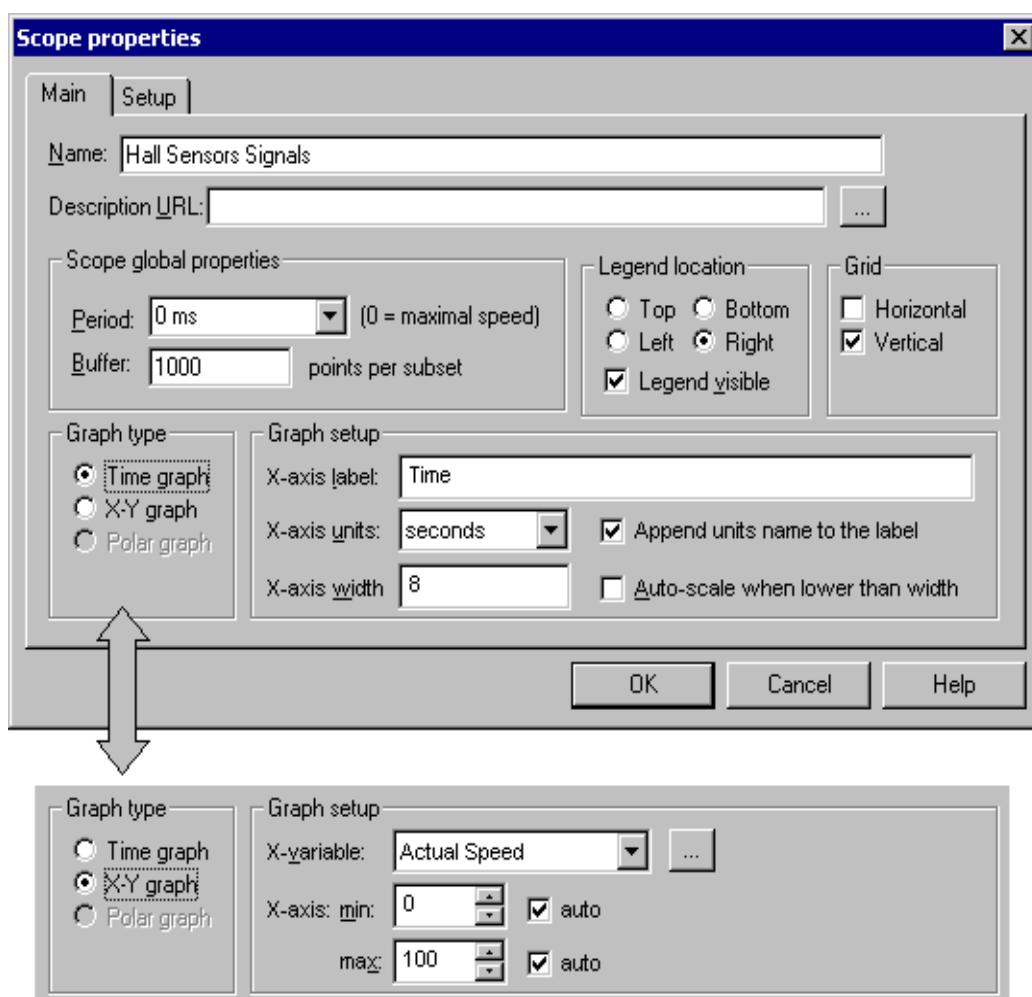 Scope properties
Main Setup
Name: Hall Sensors Signals
Description URL: ...
Scope global properties
Period: 0 ms (0 = maximal speed)
Buffer: 1000 points per subset
Legend location
Top Bottom
Left Right
Legend visible
Grid
Horizontal
Vertical
Graph type
Time graph
X-Y graph
Polar graph
Graph setup
X-axis label: Time
X-axis units: seconds Append units name to the label
X-axis width 8 Auto-scale when lower than width
OK Cancel Help
Graph type
Time graph
X-Y graph
Polar graph
Graph setup
X-variable: Actual Speed ...
X-axis: min: 0 auto
max: 100 auto